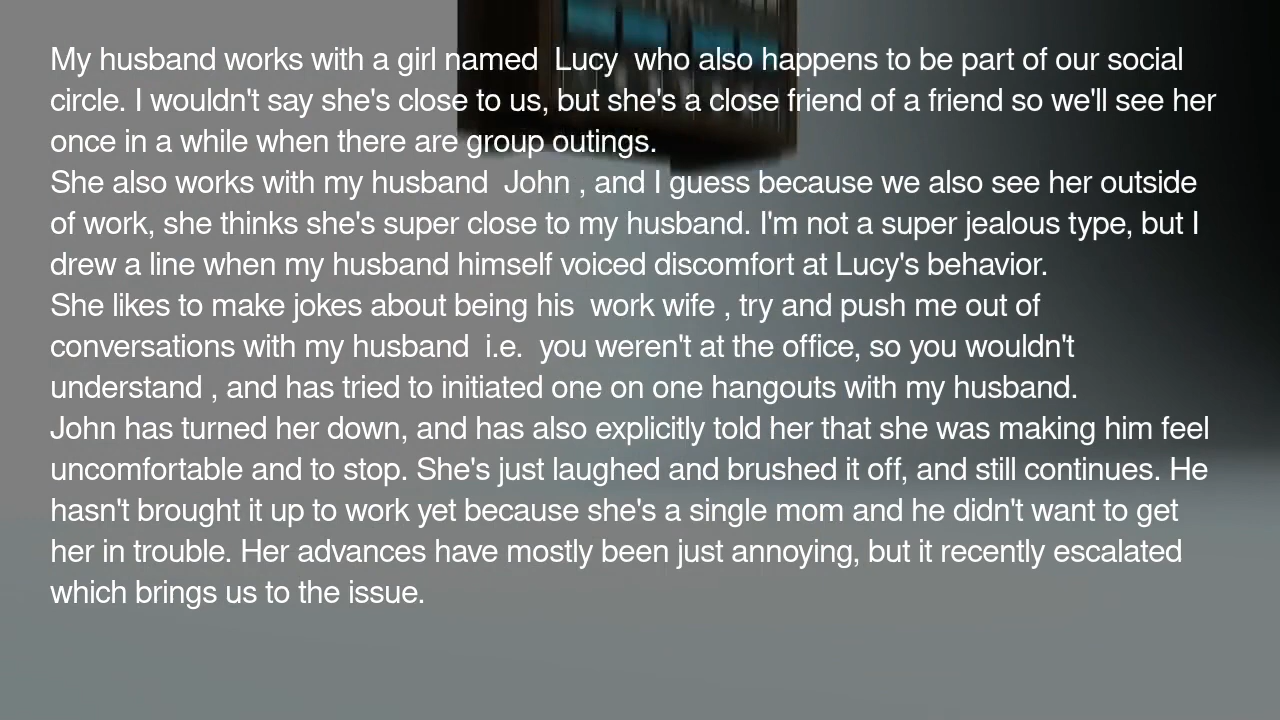 My husband works with a girl named  Lucy  who also happens to be part of our social
circle. I wouldn't say she's close to us, but she's a close friend of a friend so we'll see her
once in a while when there are group outings.
She also works with my husband  John , and I guess because we also see her outside
of work, she thinks she's super close to my husband. I'm not a super jealous type, but I
drew a line when my husband himself voiced discomfort at Lucy's behavior.
She likes to make jokes about being his  work wife , try and push me out of
conversations with my husband  i.e.  you weren't at the office, so you wouldn't
understand , and has tried to initiated one on one hangouts with my husband.
John has turned her down, and has also explicitly told her that she was making him feel
uncomfortable and to stop. She's just laughed and brushed it off, and still continues. He
hasn't brought it up to work yet because she's a single mom and he didn't want to get
her in trouble. Her advances have mostly been just annoying, but it recently escalated
which brings us to the issue.